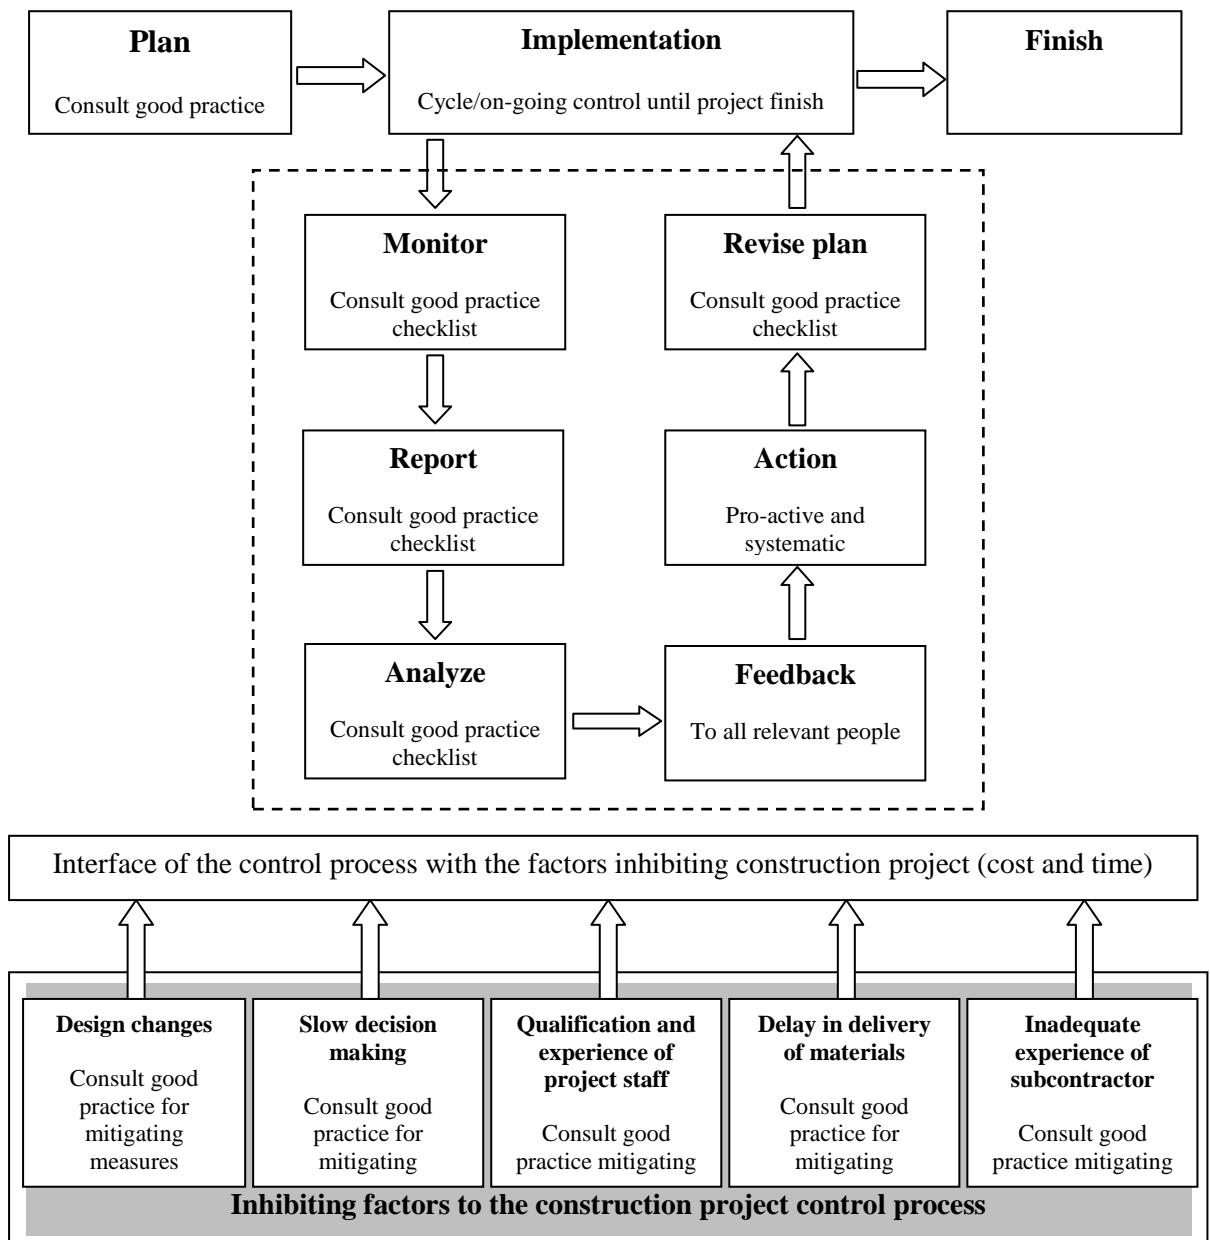 Plan
Consult good practice
Implementation
Cycle/on-going control until project finish
Finish
Monitor
Consult good practice
checklist
Revise plan
Consult good practice
checklist
Report
Consult good practice
checklist
Action
Pro-active and
systematic
Analyze
Consult good practice
checklist
Feedback
To all relevant people
Interface of the control process with the factors inhibiting construction project (cost and time)
Design changes
Consult good
practice for
mitigating
measures
Slow decision
making
Consult good
practice for
mitigating
Qualification and
experience of
project staff
Consult good
practice mitigating
Delay in delivery
of materials
Consult good
practice for
mitigating
Inadequate
experience of
subcontractor
Consult good
practice mitigating
Inhibiting factors to the construction project control process